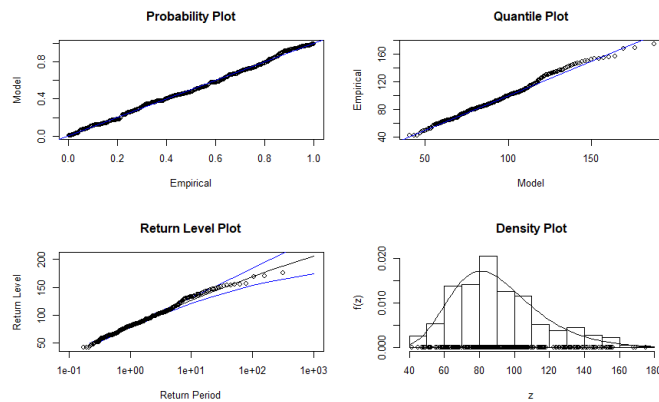 Probability Plot
Model
0.0 0.4 0.8
0.0 0.2 0.4 0.6 0.8 1.0
Empirical
Quantile Plot
Empirical
40 80 120 160
50 100 150
Model
Return Level Plot
Return Level
50 100 150 200
1e-01 1e+00 1e+01 1e+02 1e+03
Return Period
Density Plot
f(z)
0.000 0.010 0.020
40 60 80 100 120 140 160 180
z